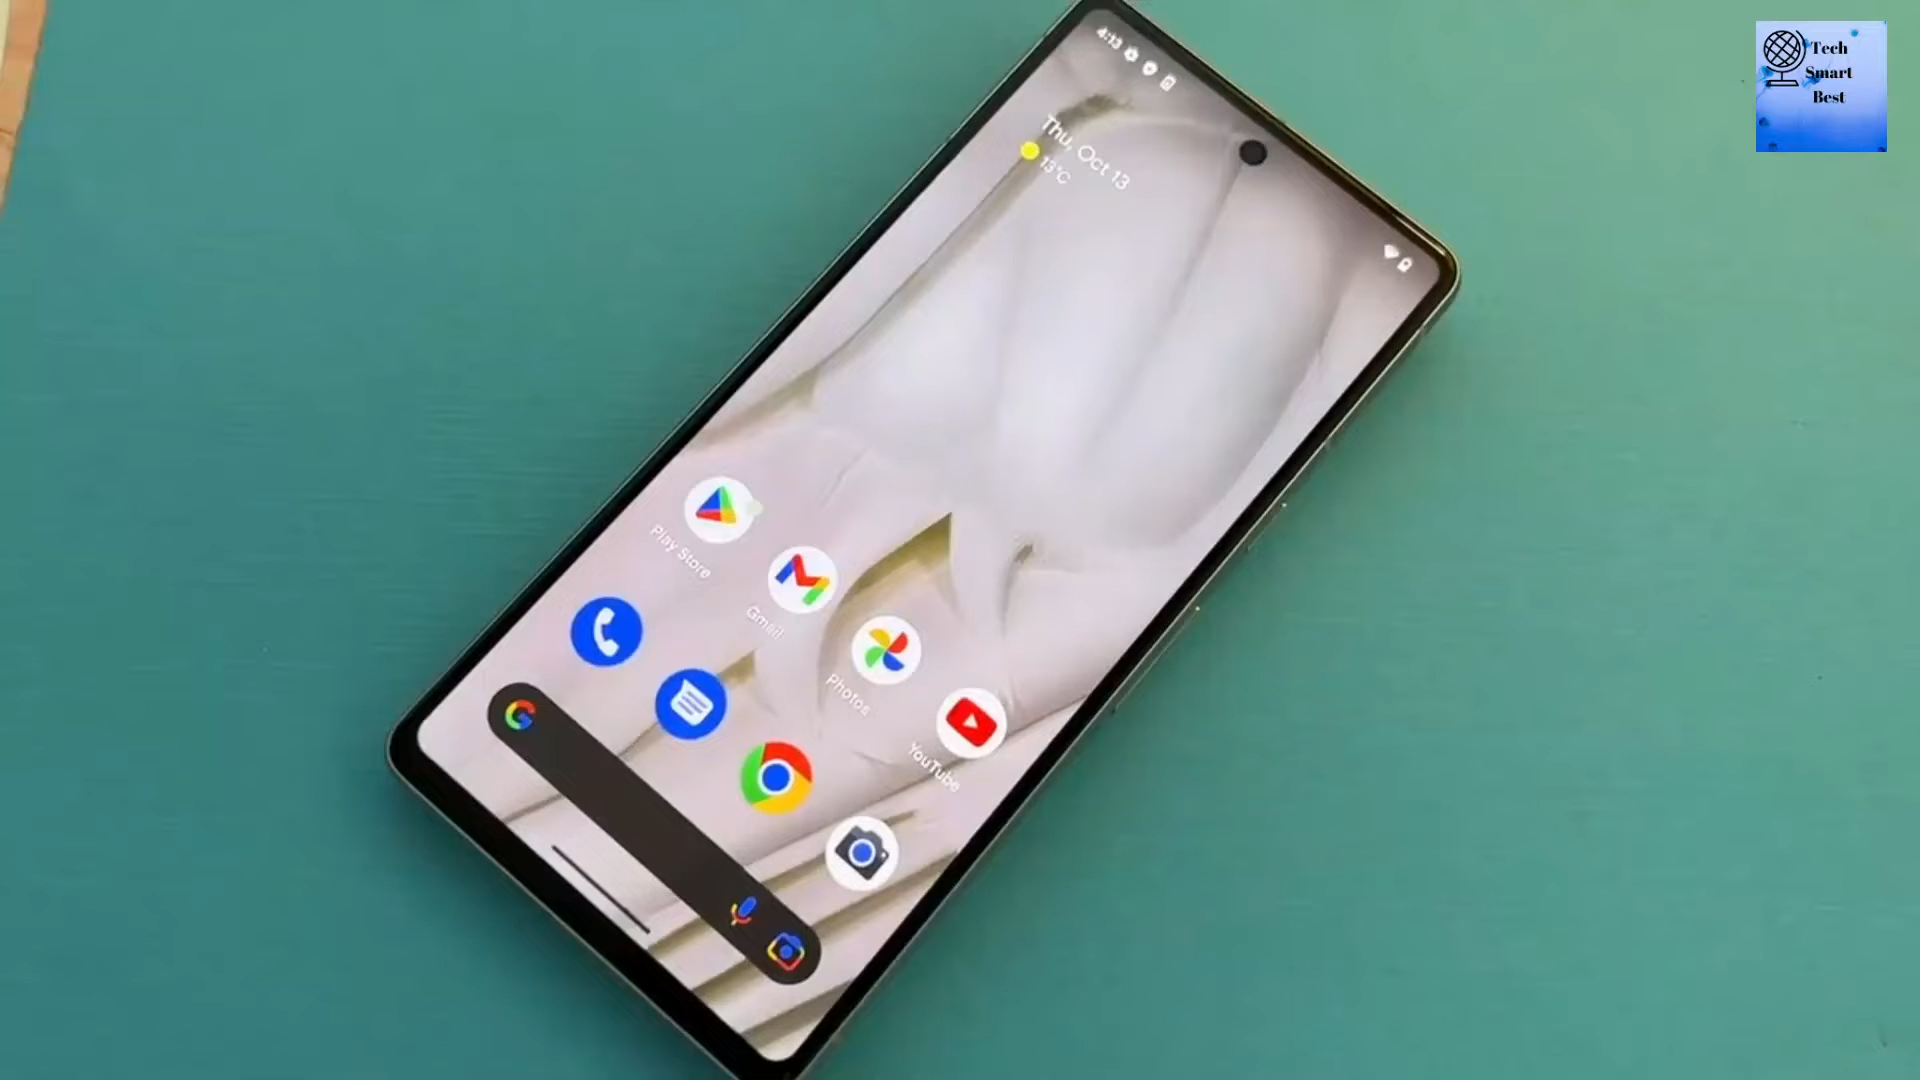 4:13
Thu, Oct 13
13°C
Play Store
Gmail
Photos
YouTube
Tech
Smart
Best